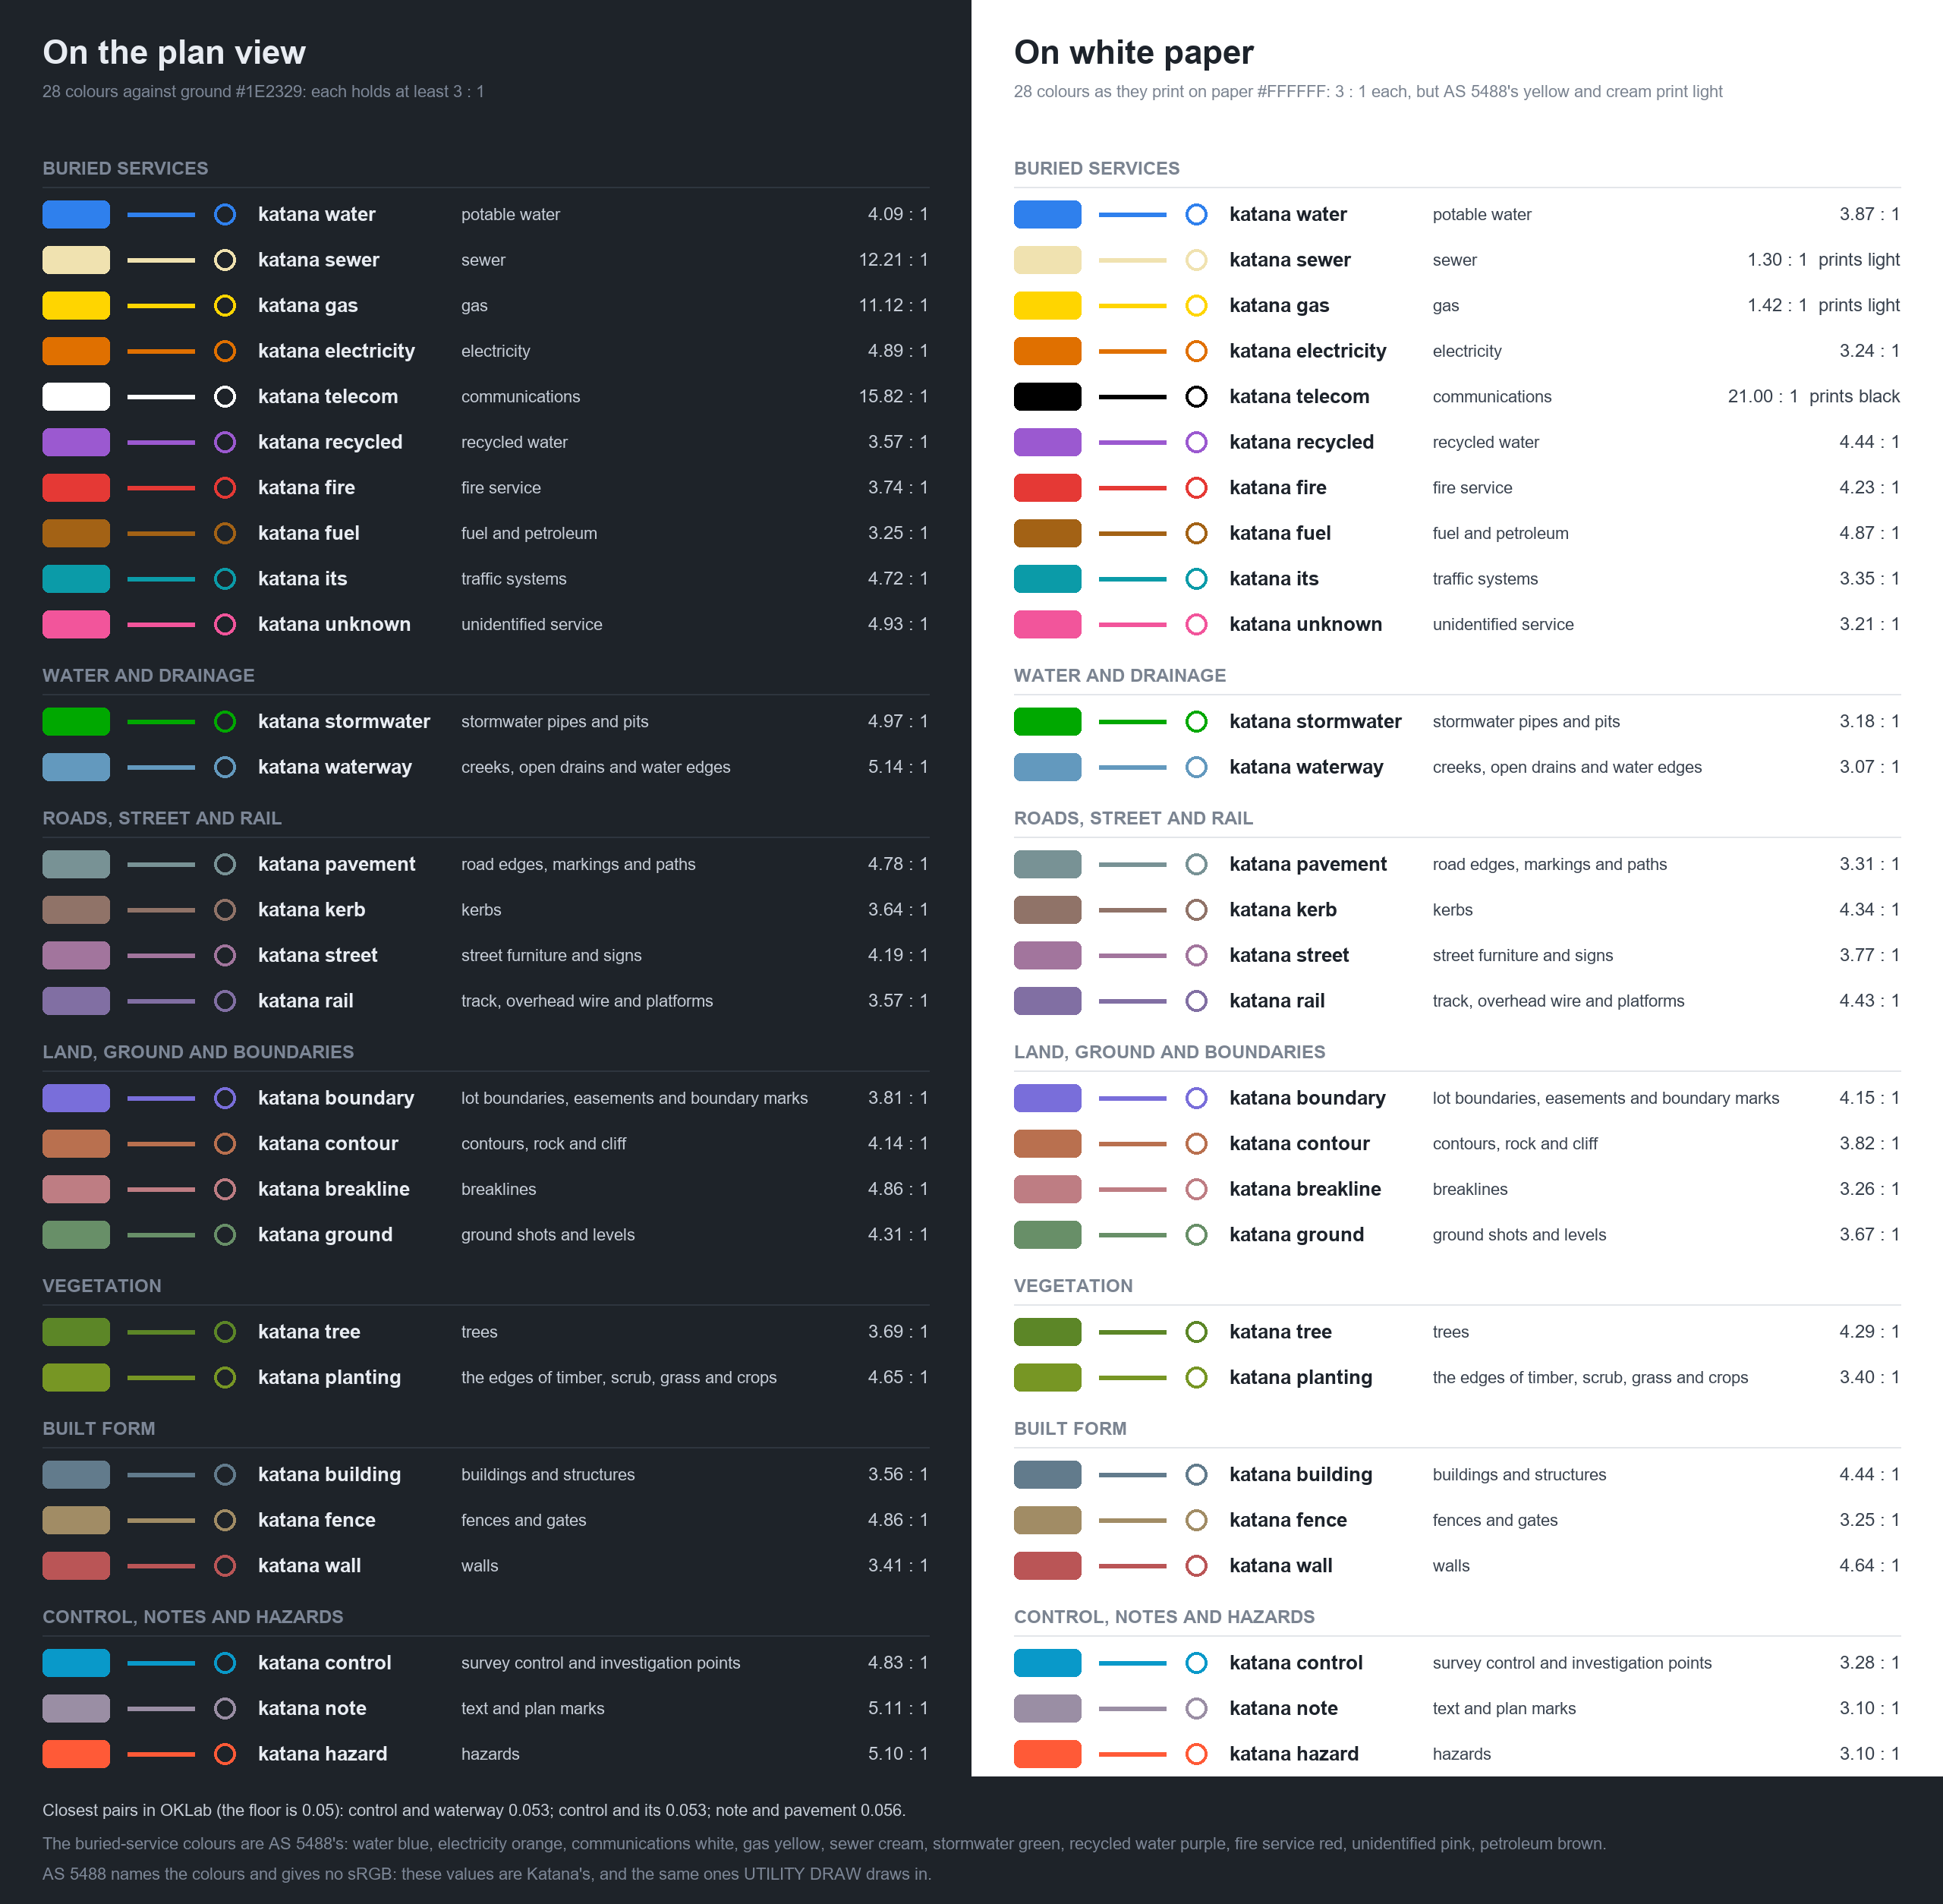 On the plan view
28 colours against ground #1E2329: each holds at least 3 : 1
BURIED SERVICES
katana water potable water 4.09 : 1
katana sewer sewer 12.21 : 1
katana gas gas 11.12 : 1
katana electricity electricity 4.89 : 1
katana telecom communications 15.82 : 1
katana recycled recycled water 3.57 : 1
katana fire fire service 3.74 : 1
katana fuel fuel and petroleum 3.25 : 1
katana its traffic systems 4.72 : 1
katana unknown unidentified service 4.93 : 1
WATER AND DRAINAGE
katana stormwater stormwater pipes and pits 4.97 : 1
katana waterway creeks, open drains and water edges 5.14 : 1
ROADS, STREET AND RAIL
katana pavement road edges, markings and paths 4.78 : 1
katana kerb kerbs 3.64 : 1
katana street street furniture and signs 4.19 : 1
katana rail track, overhead wire and platforms 3.57 : 1
LAND, GROUND AND BOUNDARIES
katana boundary lot boundaries, easements and boundary marks 3.81 : 1
katana contour contours, rock and cliff 4.14 : 1
katana breakline breaklines 4.86 : 1
katana ground ground shots and levels 4.31 : 1
VEGETATION
katana tree trees 3.69 : 1
katana planting the edges of timber, scrub, grass and crops 4.65 : 1
BUILT FORM
katana building buildings and structures 3.56 : 1
katana fence fences and gates 4.86 : 1
katana wall walls 3.41 : 1
CONTROL, NOTES AND HAZARDS
katana control survey control and investigation points 4.83 : 1
katana note text and plan marks 5.11 : 1
katana hazard hazards 5.10 : 1
On white paper
28 colours as they print on paper #FFFFFF: 3 : 1 each, but AS 5488's yellow and cream print light
BURIED SERVICES
katana water potable water 3.87 : 1
katana sewer sewer 1.30 : 1 prints light
katana gas gas 1.42 : 1 prints light
katana electricity electricity 3.24 : 1
katana telecom communications 21.00 : 1 prints black
katana recycled recycled water 4.44 : 1
katana fire fire service 4.23 : 1
katana fuel fuel and petroleum 4.87 : 1
katana its traffic systems 3.35 : 1
katana unknown unidentified service 3.21 : 1
WATER AND DRAINAGE
katana stormwater stormwater pipes and pits 3.18 : 1
katana waterway creeks, open drains and water edges 3.07 : 1
ROADS, STREET AND RAIL
katana pavement road edges, markings and paths 3.31 : 1
katana kerb kerbs 4.34 : 1
katana street street furniture and signs 3.77 : 1
katana rail track, overhead wire and platforms 4.43 : 1
LAND, GROUND AND BOUNDARIES
katana boundary lot boundaries, easements and boundary marks 4.15 : 1
katana contour contours, rock and cliff 3.82 : 1
katana breakline breaklines 3.26 : 1
katana ground ground shots and levels 3.67 : 1
VEGETATION
katana tree trees 4.29 : 1
katana planting the edges of timber, scrub, grass and crops 3.40 : 1
BUILT FORM
katana building buildings and structures 4.44 : 1
katana fence fences and gates 3.25 : 1
katana wall walls 4.64 : 1
CONTROL, NOTES AND HAZARDS
katana control survey control and investigation points 3.28 : 1
katana note text and plan marks 3.10 : 1
katana hazard hazards 3.10 : 1
Closest pairs in OKLab (the floor is 0.05): control and waterway 0.053; control and its 0.053; note and pavement 0.056.
The buried-service colours are AS 5488's: water blue, electricity orange, communications white, gas yellow, sewer cream, stormwater green, recycled water purple, fire service red, unidentified pink, petroleum brown.
AS 5488 names the colours and gives no sRGB: these values are Katana's, and the same ones UTILITY DRAW draws in.